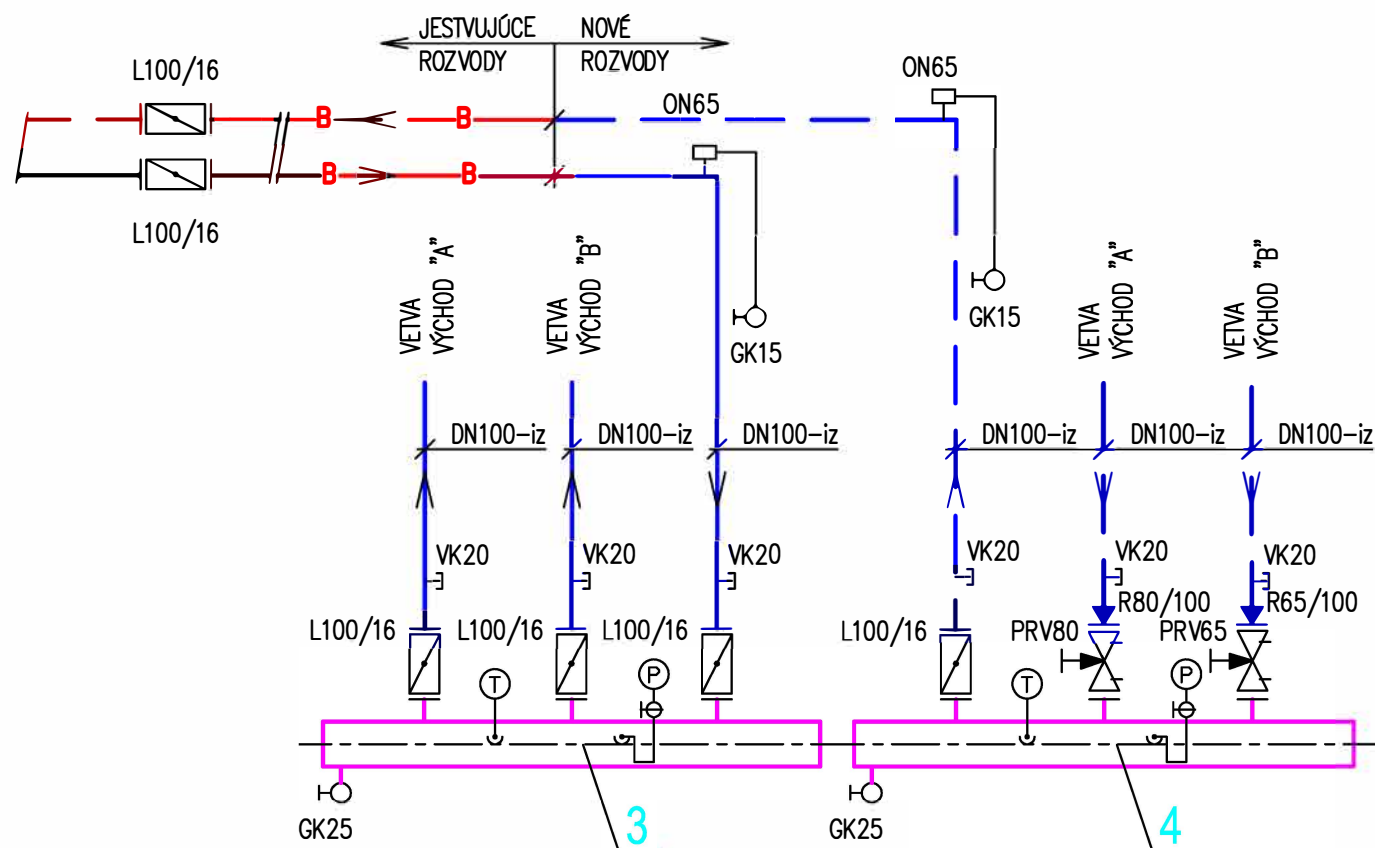 JESTVUJÚCE
NOVÉ
ROZVODY
ROZVODY
L100/16
ON65
ON65
B
B
B
B
L100/16
VETVA
VÝCHOD "A"
VETVA
VÝCHOD "B"
VETVA
VÝCHOD "A"
VETVA
VÝCHOD "B"
GK15
GK15
DN100-iz
DN100-iz
DN100-iz
DN100-iz
DN100-iz
DN100-iz
VK20
VK20
VK20
VK20
VK20
VK20
R80/100
R65/100
L100/16
L100/16
L100/16
L100/16
PRV80
PRV65
T
P
T
P
GK25
3
GK25
4